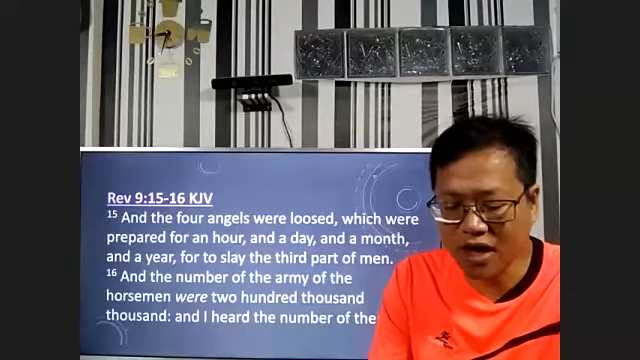 Rev 9:15-16 KJV
15 And the four angels were loosed, which were
prepared for an hour, and a day, and a month,
and a year, for to slay the third part of men.
16 And the number of the army of the
horsemen were two hundred thousand
thousand: and I heard the number of the